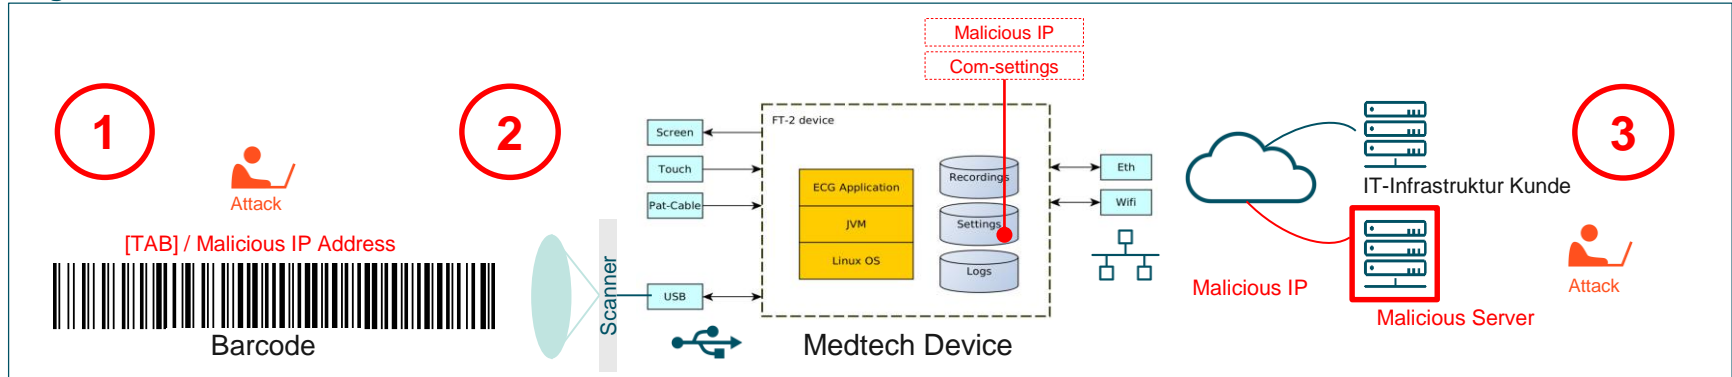 1
Attack
[TAB] / Malicious IP Address
Barcode
2
Scanner
Screen
Touch
Pat-Cable
USB
Malicious IP
Com-settings
FT-2 device
ECG Application
JVM
Linux OS
Recordings
Settings
Logs
Medtech Device
Eth
Wifi
Malicious IP
IT-Infrastruktur Kunde
Malicious Server
3
Attack